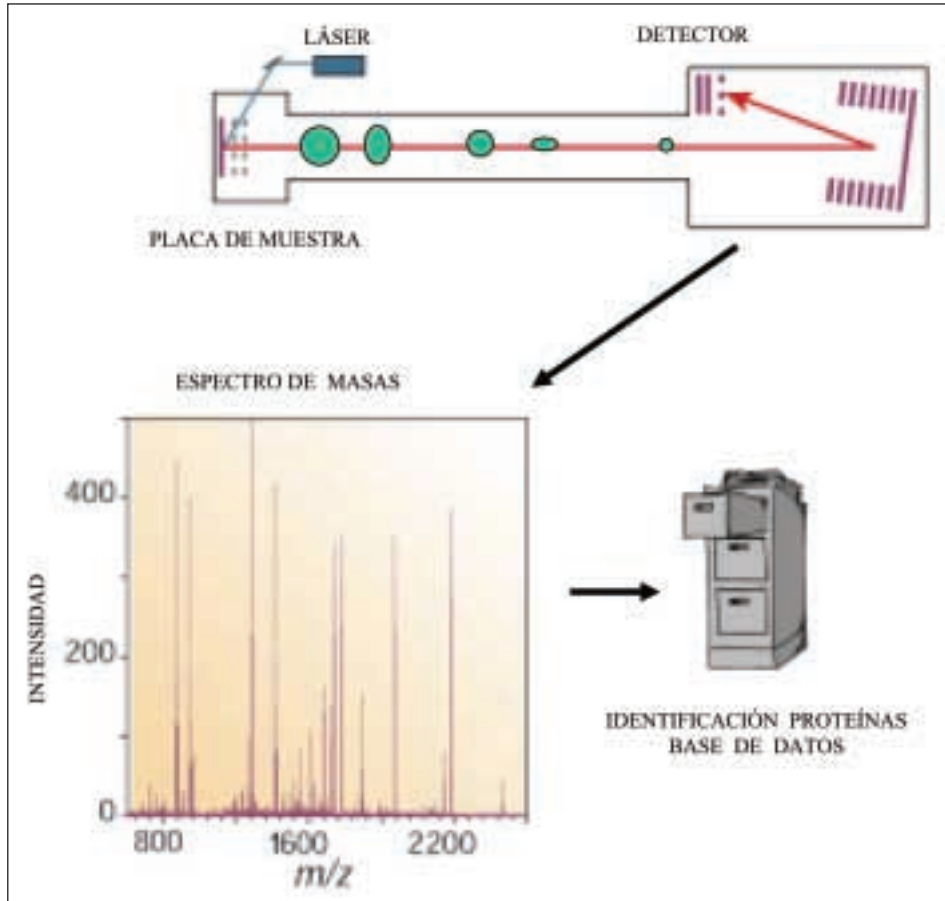 LÁSER
DETECTOR
PLACA DE MUESTRA
ESPECTRO DE MASAS
400
200
0
INTENSIDAD
800
1600
2200
m/z
IDENTIFICACIÓN PROTEÍNAS
BASE DE DATOS